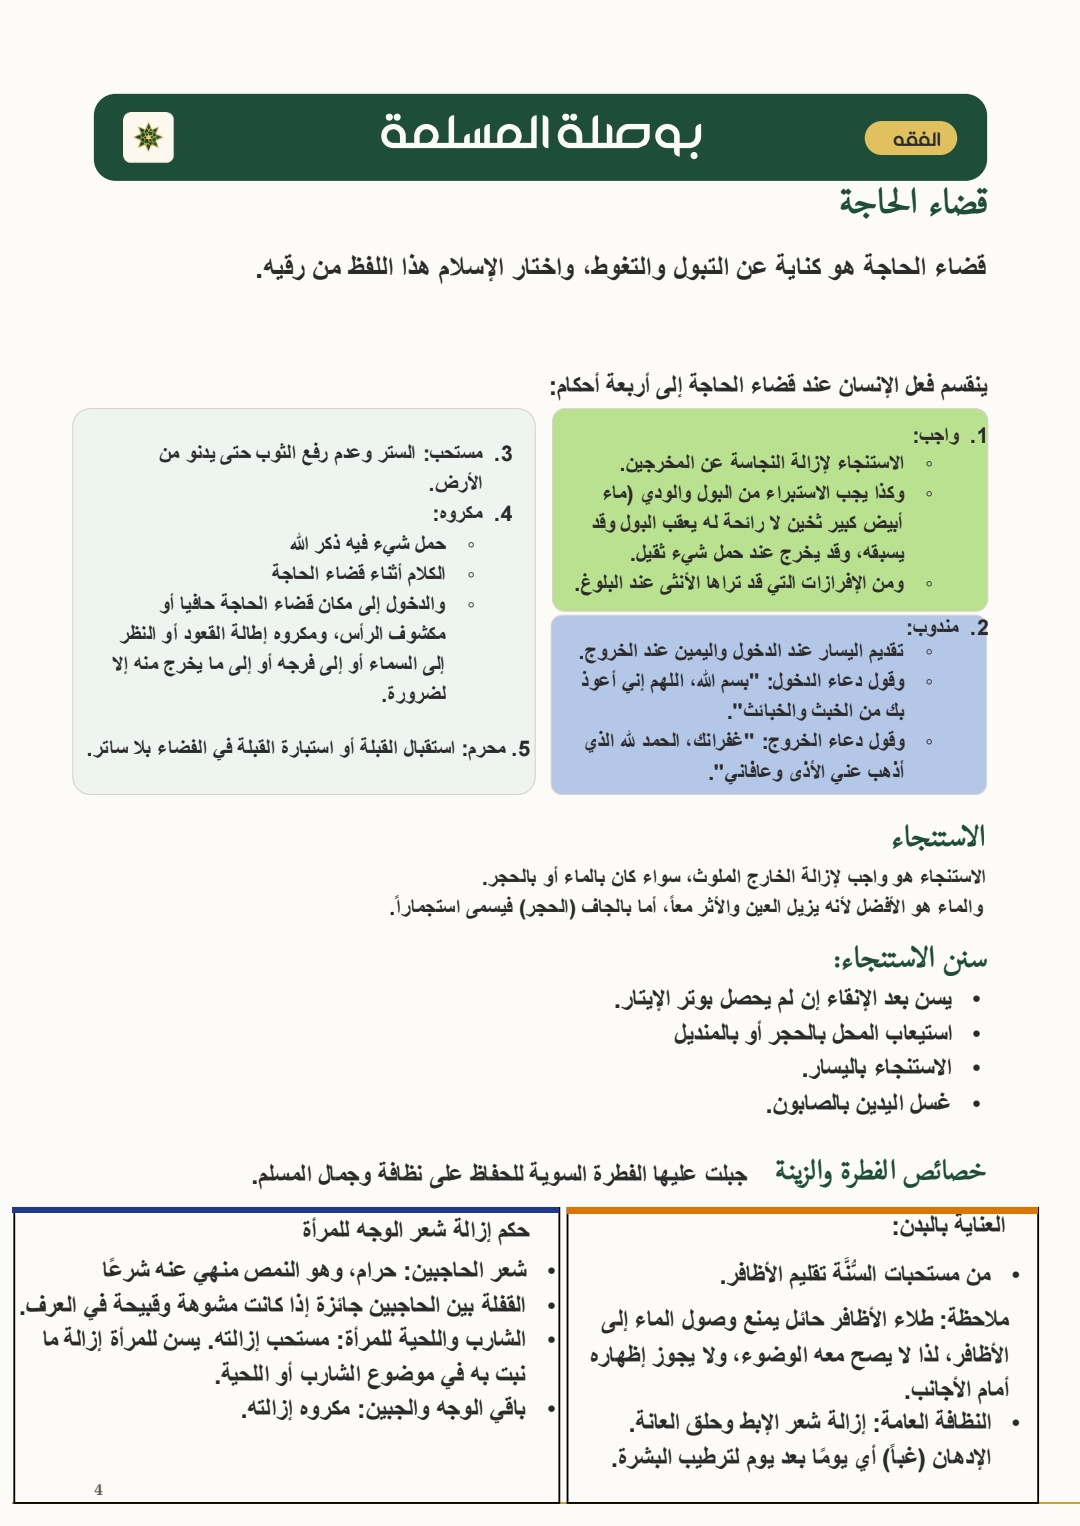 الفقه
بوصلة المسلمة
قضاء الحاجة
قضاء الحاجة هو كناية عن التبول والتغوط، واختار الإسلام هذا اللفظ من رقيه.
ينقسم فعل الإنسان عند قضاء الحاجة إلى أربعة أحكام:
1. واجب:
◦ الاستنجاء لإزالة النجاسة عن المخرجين.
◦ وكذا يجب الاستبراء من البول والودي (ماء
أبيض كبير ثخين لا رائحة له يعقب البول وقد
يسبقه، وقد يخرج عند حمل شيء ثقيل.
◦ ومن الإفرازات التي قد تراها الأنثى عند البلوغ.
2. مندوب:
◦ تقديم اليسار عند الدخول واليمين عند الخروج.
◦ وقول دعاء الدخول: "بسم الله، اللهم إني أعوذ
بك من الخبث والخبائث".
◦ وقول دعاء الخروج: "غفرانك، الحمد لله الذي
أذهب عني الأذى وعافاني".
3. مستحب: الستر وعدم رفع الثوب حتى يدنو من
الأرض.
4. مكروه:
◦ حمل شيء فيه ذكر الله
◦ الكلام أثناء قضاء الحاجة
◦ والدخول إلى مكان قضاء الحاجة حافيا أو
مكشوف الرأس، ومكروه إطالة القعود أو النظر
إلى السماء أو إلى فرجه أو إلى ما يخرج منه إلا
لضرورة.
5. محرم: استقبال القبلة أو استبارة القبلة في الفضاء بلا ساتر.
الاستنجاء
الاستنجاء هو واجب لإزالة الخارج الملوث، سواء كان بالماء أو بالحجر.
والماء هو الأفضل لأنه يزيل العين والأثر معاً، أما بالجاف (الحجر) فيسمى استجماراً.
سنن الاستنجاء:
• يسن بعد الإنقاء إن لم يحصل بوتر الإيتار.
• استيعاب المحل بالحجر أو بالمنديل
• الاستنجاء باليسار.
• غسل اليدين بالصابون.
خصائص الفطرة والزينة جبلت عليها الفطرة السوية للحفاظ على نظافة وجمال المسلم.
العناية بالبدن:
• من مستحبات السُّنَّة تقليم الأظافر.
ملاحظة: طلاء الأظافر حائل يمنع وصول الماء إلى
الأظافر، لذا لا يصح معه الوضوء، ولا يجوز إظهاره
أمام الأجانب.
• النظافة العامة: إزالة شعر الإبط وحلق العانة.
الإدهان (غباً) أي يومًا بعد يوم لترطيب البشرة.
حكم إزالة شعر الوجه للمرأة
• شعر الحاجبين: حرام، وهو النمص منهي عنه شرعًا
• القفلة بين الحاجبين جائزة إذا كانت مشوهة وقبيحة في العرف.
• الشارب واللحية للمرأة: مستحب إزالته. يسن للمرأة إزالة ما
نبت به في موضوع الشارب أو اللحية.
• باقي الوجه والجبين: مكروه إزالته.
4